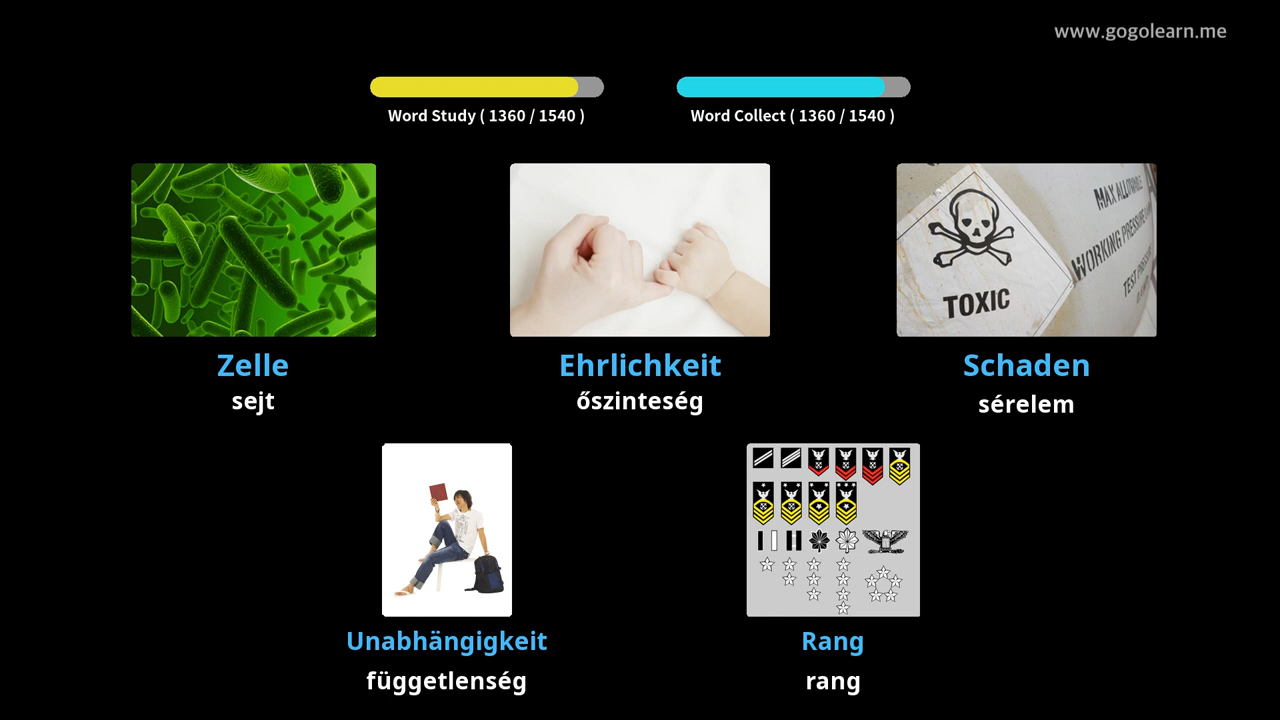 www.gogolearn.me
Word Study ( 1360 / 1540 )
Word Collect ( 1360 / 1540 )
MAX ALLOWABLE
WORKING PRESSURE
TEST PRESS
TOXIC
Zelle
Ehrlichkeit
Schaden
sejt
őszinteség
sérelem
Unabhängigkeit
Rang
függetlenség
rang